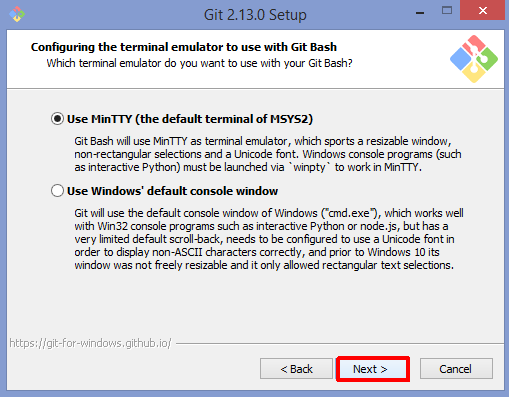 Git 2.13.0 Setup
Configuring the terminal emulator to use with Git Bash
Which terminal emulator do you want to use with your Git Bash?
Use MinTTY (the default terminal of MSYS2)
Git Bash will use MinTTY as terminal emulator, which sports a resizable window,
non-rectangular selections and a Unicode font. Windows console programs (such
as interactive Python) must be launched via `winpty` to work in MinTTY.
Use Windows' default console window
Git will use the default console window of Windows ("cmd.exe"), which works well
with Win32 console programs such as interactive Python or node.js, but has a
very limited default scroll-back, needs to be configured to use a Unicode font in
order to display non-ASCII characters correctly, and prior to Windows 10 its
window was not freely resizable and it only allowed rectangular text selections.
https://git-for-windows.github.io/
< Back
Next >
Cancel